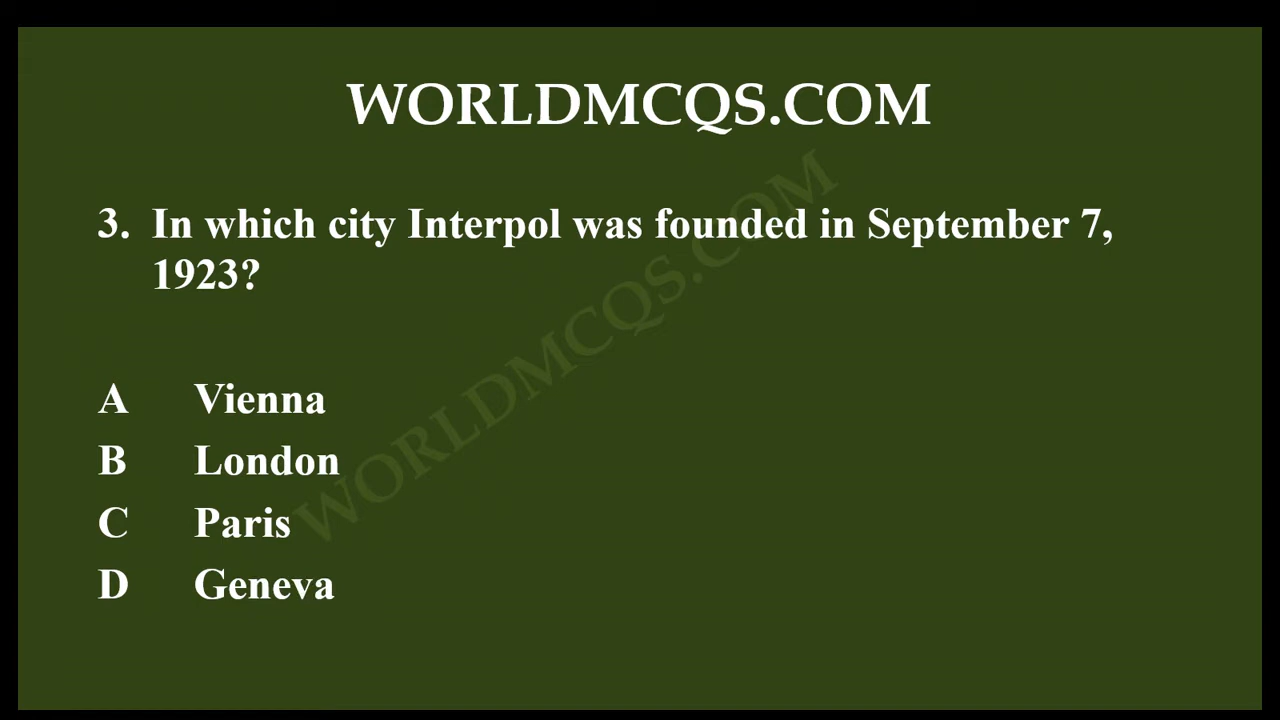 WORLDMCQS.COM
3. In which city Interpol was founded in September 7,
1923?
WORLDMCQS.COM
A Vienna
B London
C Paris
D Geneva